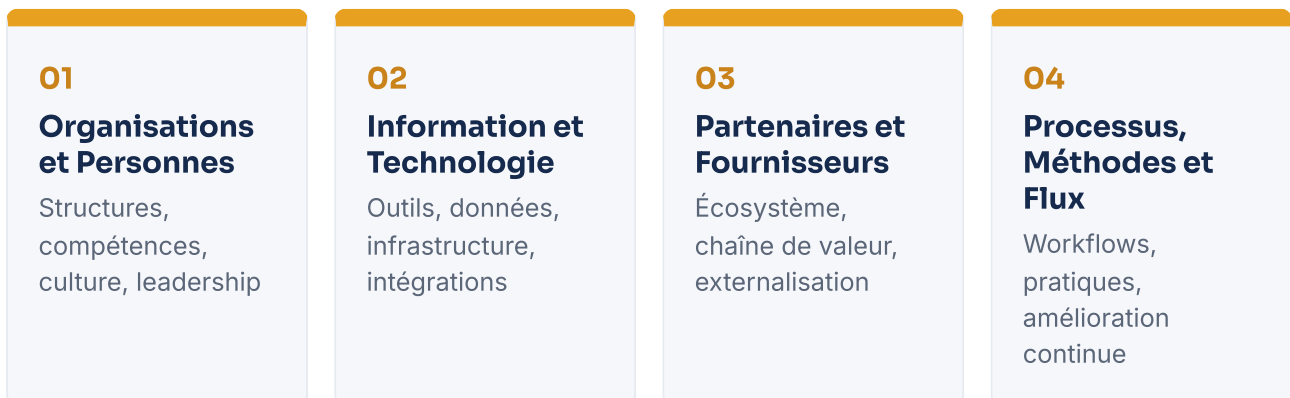 01
Organisations
et Personnes
Structures,
compétences,
culture, leadership
02
Information et
Technologie
Outils, données,
infrastructure,
intégrations
03
Partenaires et
Fournisseurs
Écosystème,
chaîne de valeur,
externalisation
04
Processus,
Méthodes et
Flux
Workflows,
pratiques,
amélioration
continue